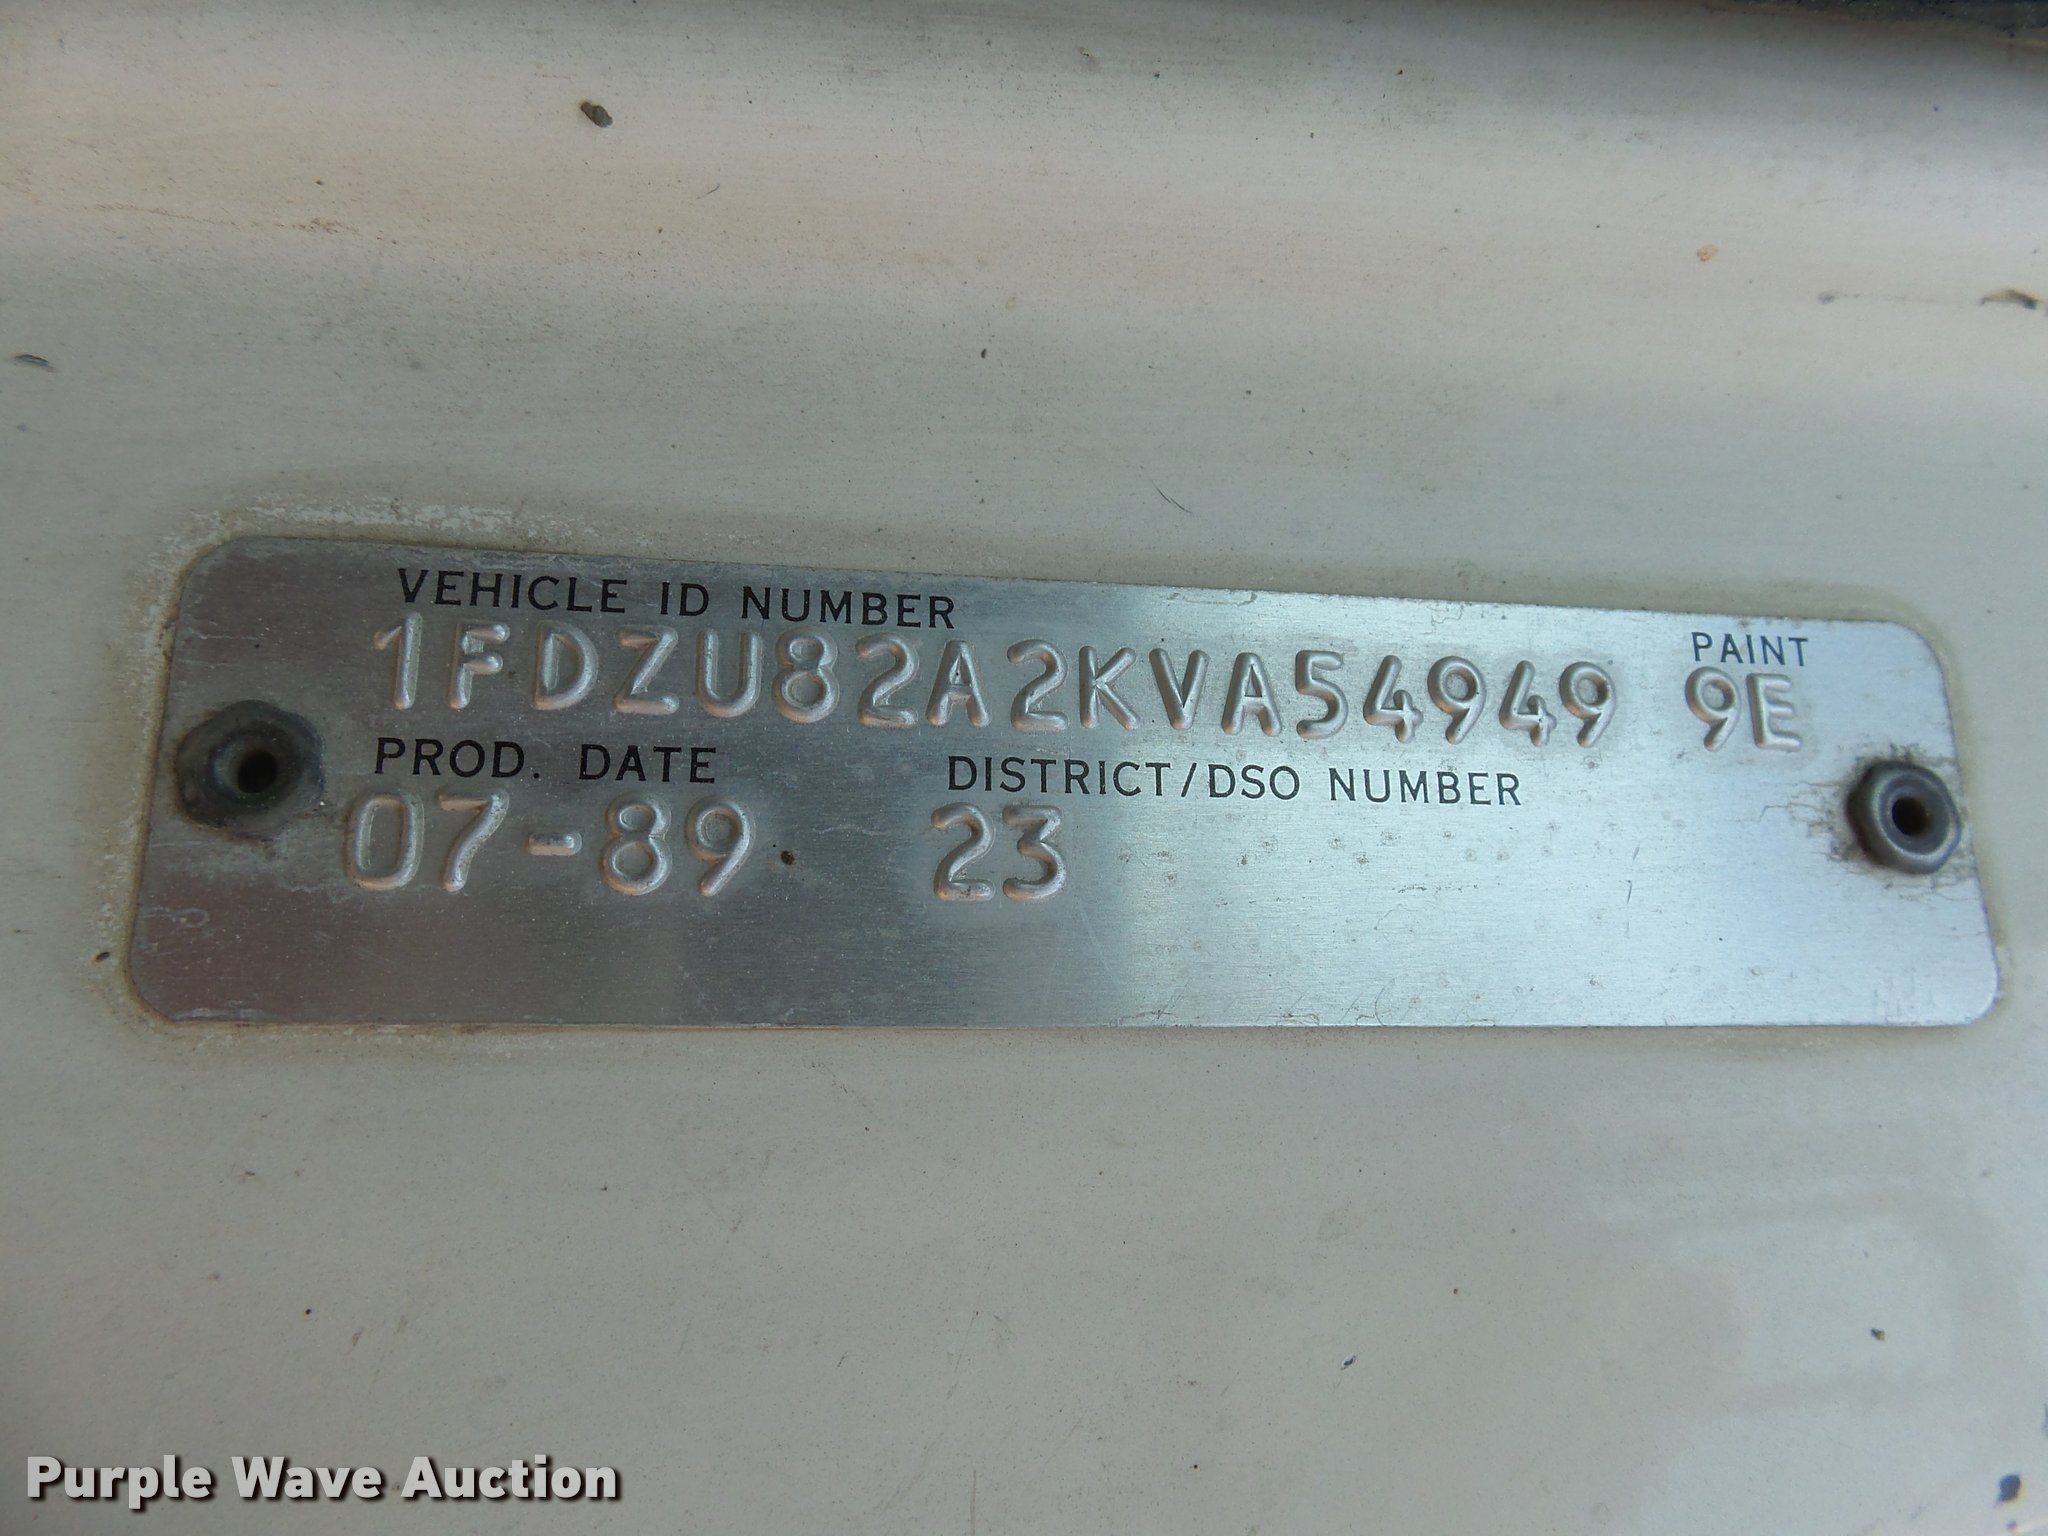 VEHICLE ID NUMBER
PAINT
1FDZU82A2KVA54949 9E
PROD. DATE DISTRICT/DSO NUMBER
07-89 23
Purple Wave Auction